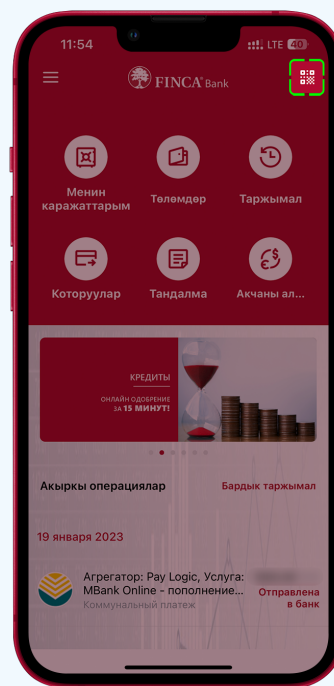 11:54
LTE 40
FINCA® Bank
Менин
каражаттарым
Төлөмдөр
Таржымал
Которуулар
Тандалма
Акчаны ал...
КРЕДИТЫ
ОНЛАЙН ОДОБРЕНИЕ
ЗА 15 МИНУТ!
Акыркы операциялар
Бардык таржымал
19 января 2023
Агрегатор: Pay Logic, Услуга:
MBank Online - пополнение...
Коммунальный платеж
Отправлена
в банк